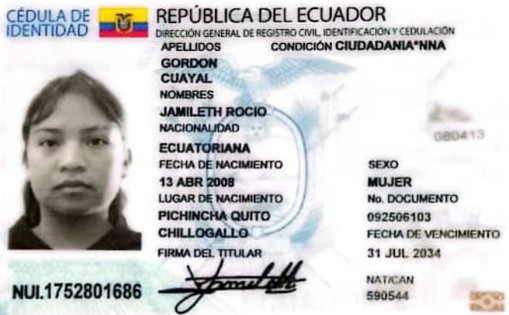 CÉDULA DE IDENTIDAD
REPÚBLICA DEL ECUADOR
DIRECCIÓN GENERAL DE REGISTRO CIVIL, IDENTIFICACIÓN Y CEDULACIÓN
APELLIDOS
CONDICIÓN CIUDADANIA*NNA
GORDON
CUAYAL
NOMBRES
JAMILETH ROCIO
NACIONALIDAD
ECUATORIANA
FECHA DE NACIMIENTO
13 ABR 2008
LUGAR DE NACIMIENTO
PICHINCHA QUITO
CHILLOGALLO
FIRMA DEL TITULAR
080413
SEXO
MUJER
No. DOCUMENTO
092506103
FECHA DE VENCIMIENTO
31 JUL 2034
NAT/CAN
590544
NUI.1752801686